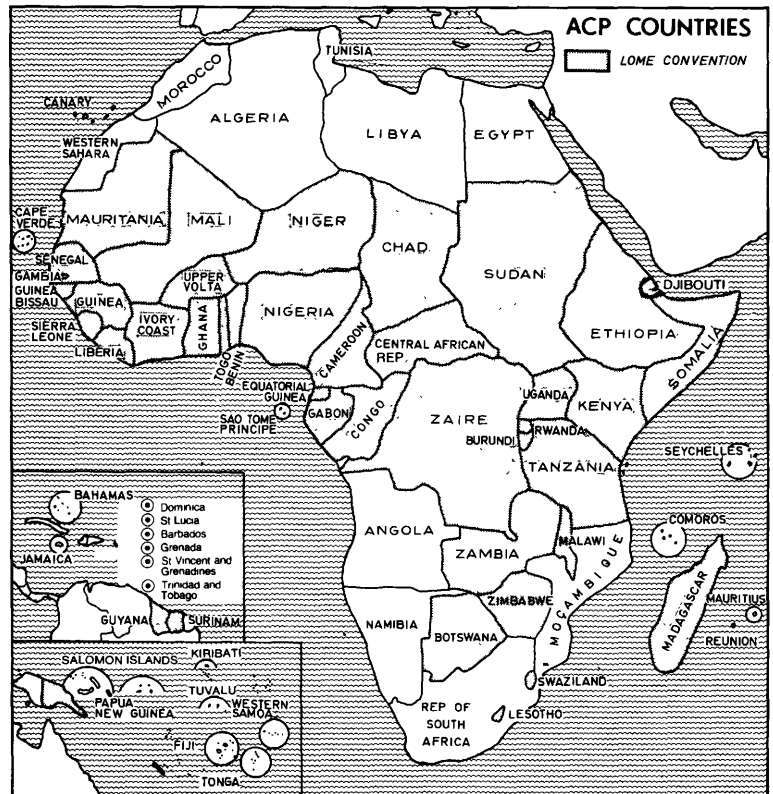 ACP COUNTRIES
LOME CONVENTION
TUNISIA
MOROCCO
CANARY
ALGERIA
LIBYA
EGYPT
WESTERN
SAHARA
MAURITANIA
MALI
NIGER
CAPE
VERDE
CHAD
SUDAN
SENEGAL
GAMBIA
GUINEA
BISSAU
GUINEA
UPPER
VOLTA
DJIBOUTI
IVORY
COAST
GHANA
NIGERIA
SIERRA
LEONE
LIBERIA
TOGO
BENIN
CAMEROON
CENTRAL AFRICAN
REP.
ETHIOPIA
SOMALIA
EQUATORIAL
GUINEA
SAO TOME
PRINCIPE
GABON
CONGO
ZAIRE
UGANDA
KENYA
RWANDA
BURUNDI
TANZANIA
SEYCHELLES
BAHAMAS
JAMAICA
Dominica
St Lucia
Barbados
Grenada
St Vincent and
Grenadines
Trinidad and
Tobago
GUYANA
SURINAM
ANGOLA
ZAMBIA
MALAWI
COMOROS
ZIMBABWE
MOÇAMBIQUE
MADAGASCAR
MAURITIUS
REUNION
NAMIBIA
BOTSWANA
SWAZILAND
LESOTHO
REP OF
SOUTH
AFRICA
SALOMON ISLANDS
KIRIBATI
PAPUA
NEW GUINEA
TUVALU
WESTERN
SAMOA
FIJI
TONGA